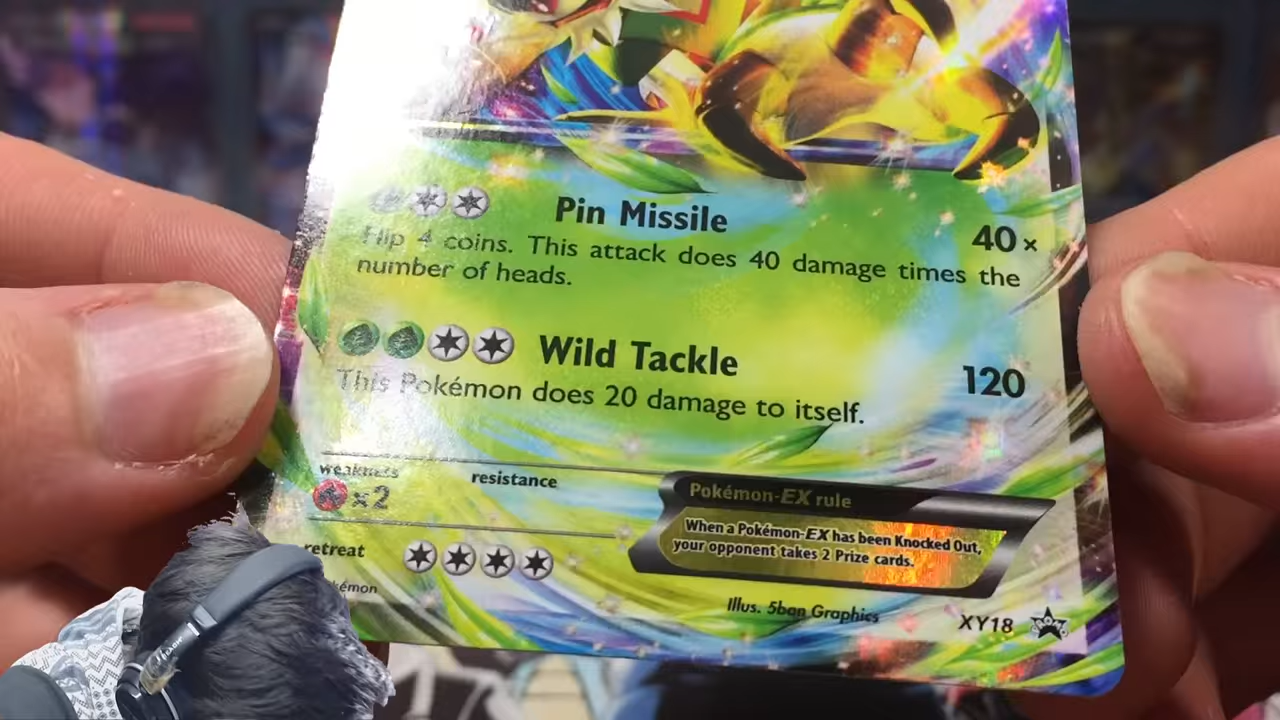 Pin Missile 40×
Flip 4 coins. This attack does 40 damage times the
number of heads.
Wild Tackle 120
This Pokémon does 20 damage to itself.
weakness
×2
resistance
Pokémon-EX rule
When a Pokémon-EX has been Knocked Out,
your opponent takes 2 Prize cards.
retreat
kémon
Illus. 5ban Graphics
XY18